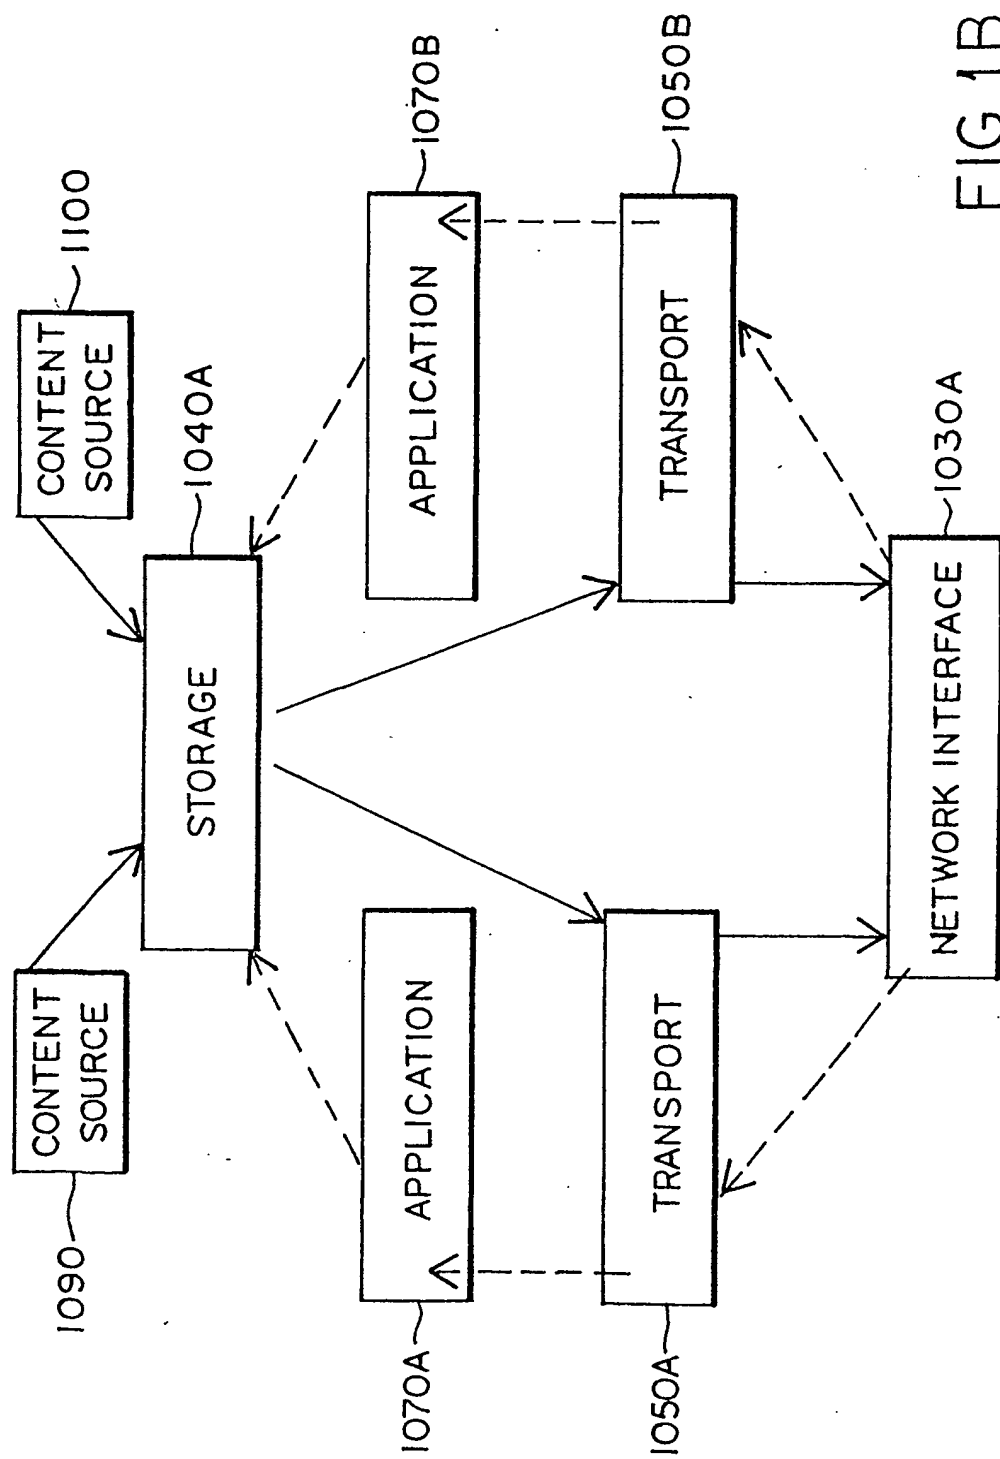 1090
CONTENT
SOURCE
CONTENT
SOURCE
1100
STORAGE
1040A
1070A
APPLICATION
APPLICATION
1070B
1050A
TRANSPORT
TRANSPORT
1050B
NETWORK INTERFACE
1030A
FIG 1B